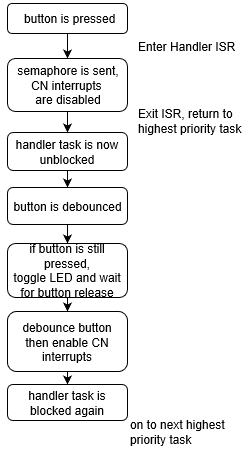 button is pressed
Enter Handler ISR
semaphore is sent,
CN interrupts
are disabled
Exit ISR, return to
highest priority task
handler task is now
unblocked
button is debounced
if button is still
pressed,
toggle LED and wait
for button release
debounce button
then enable CN
interrupts
handler task is
blocked again
on to next highest
priority task